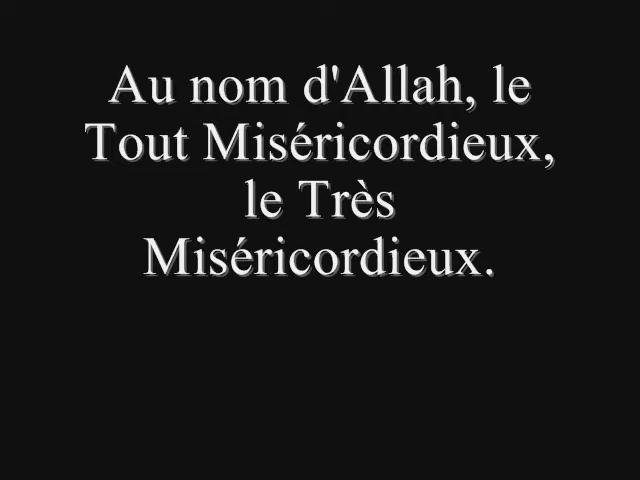 Au nom d'Allah, le
Tout Miséricordieux,
le Très
Miséricordieux.